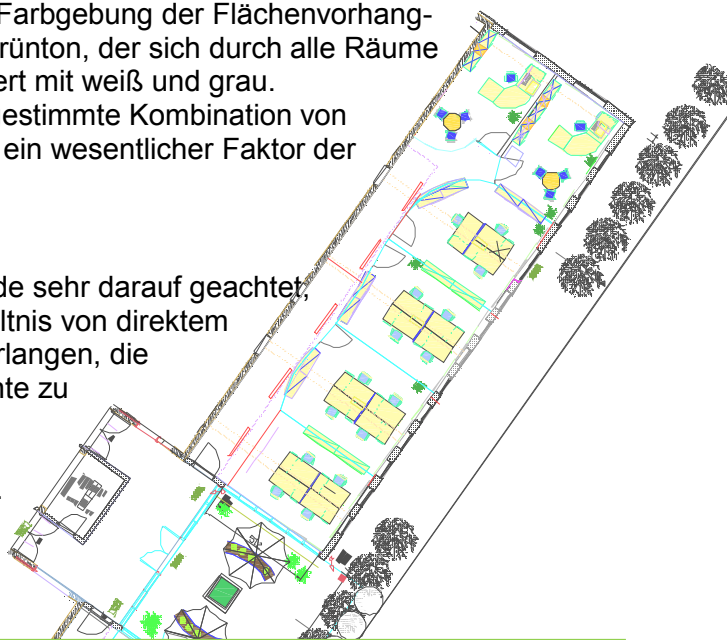 Farbgebung der Flächenvorhang-
rünton, der sich durch alle Räume
ert mit weiß und grau.
estimmte Kombination von
ein wesentlicher Faktor der
de sehr darauf geachtet,
ltnis von direktem
rlangen, die
nte zu